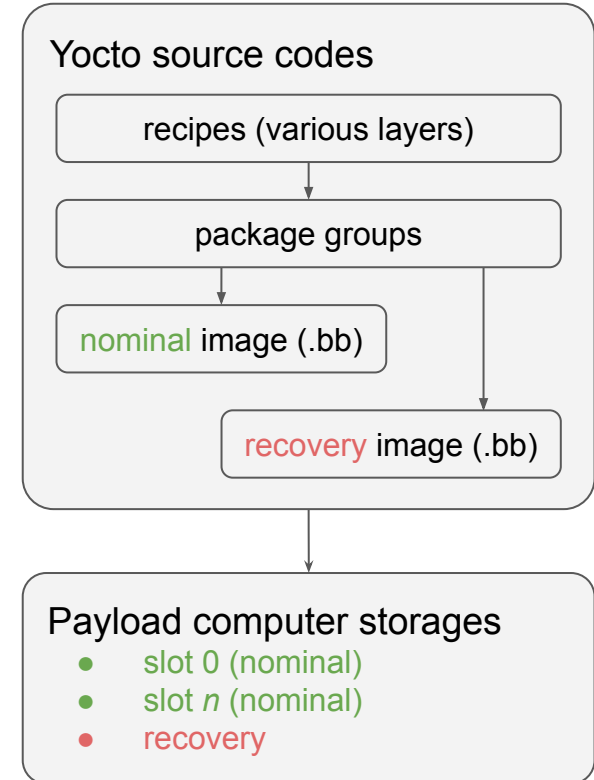 Yocto source codes
recipes (various layers)
package groups
nominal image (.bb)
recovery image (.bb)
Payload computer storages
● slot 0 (nominal)
● slot n (nominal)
● recovery